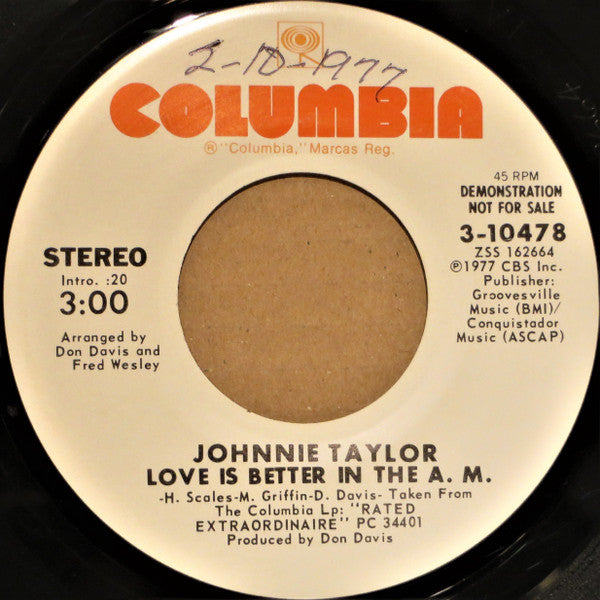 2-10-1977
COLUMBIA
®"Columbia," Marcas Reg.
45 RPM
DEMONSTRATION
NOT FOR SALE
3-10478
ZSS 162664
℗1977 CBS Inc.
Publisher:
Groovesville
Music (BMI)/
Conquistador
Music (ASCAP)
STEREO
Intro. :20
3:00
Arranged by
Don Davis and
Fred Wesley
JOHNNIE TAYLOR
LOVE IS BETTER IN THE A. M.
-H. Scales-M. Griffin-D. Davis- Taken From
The Columbia Lp: "RATED
EXTRAORDINAIRE" PC 34401
Produced by Don Davis